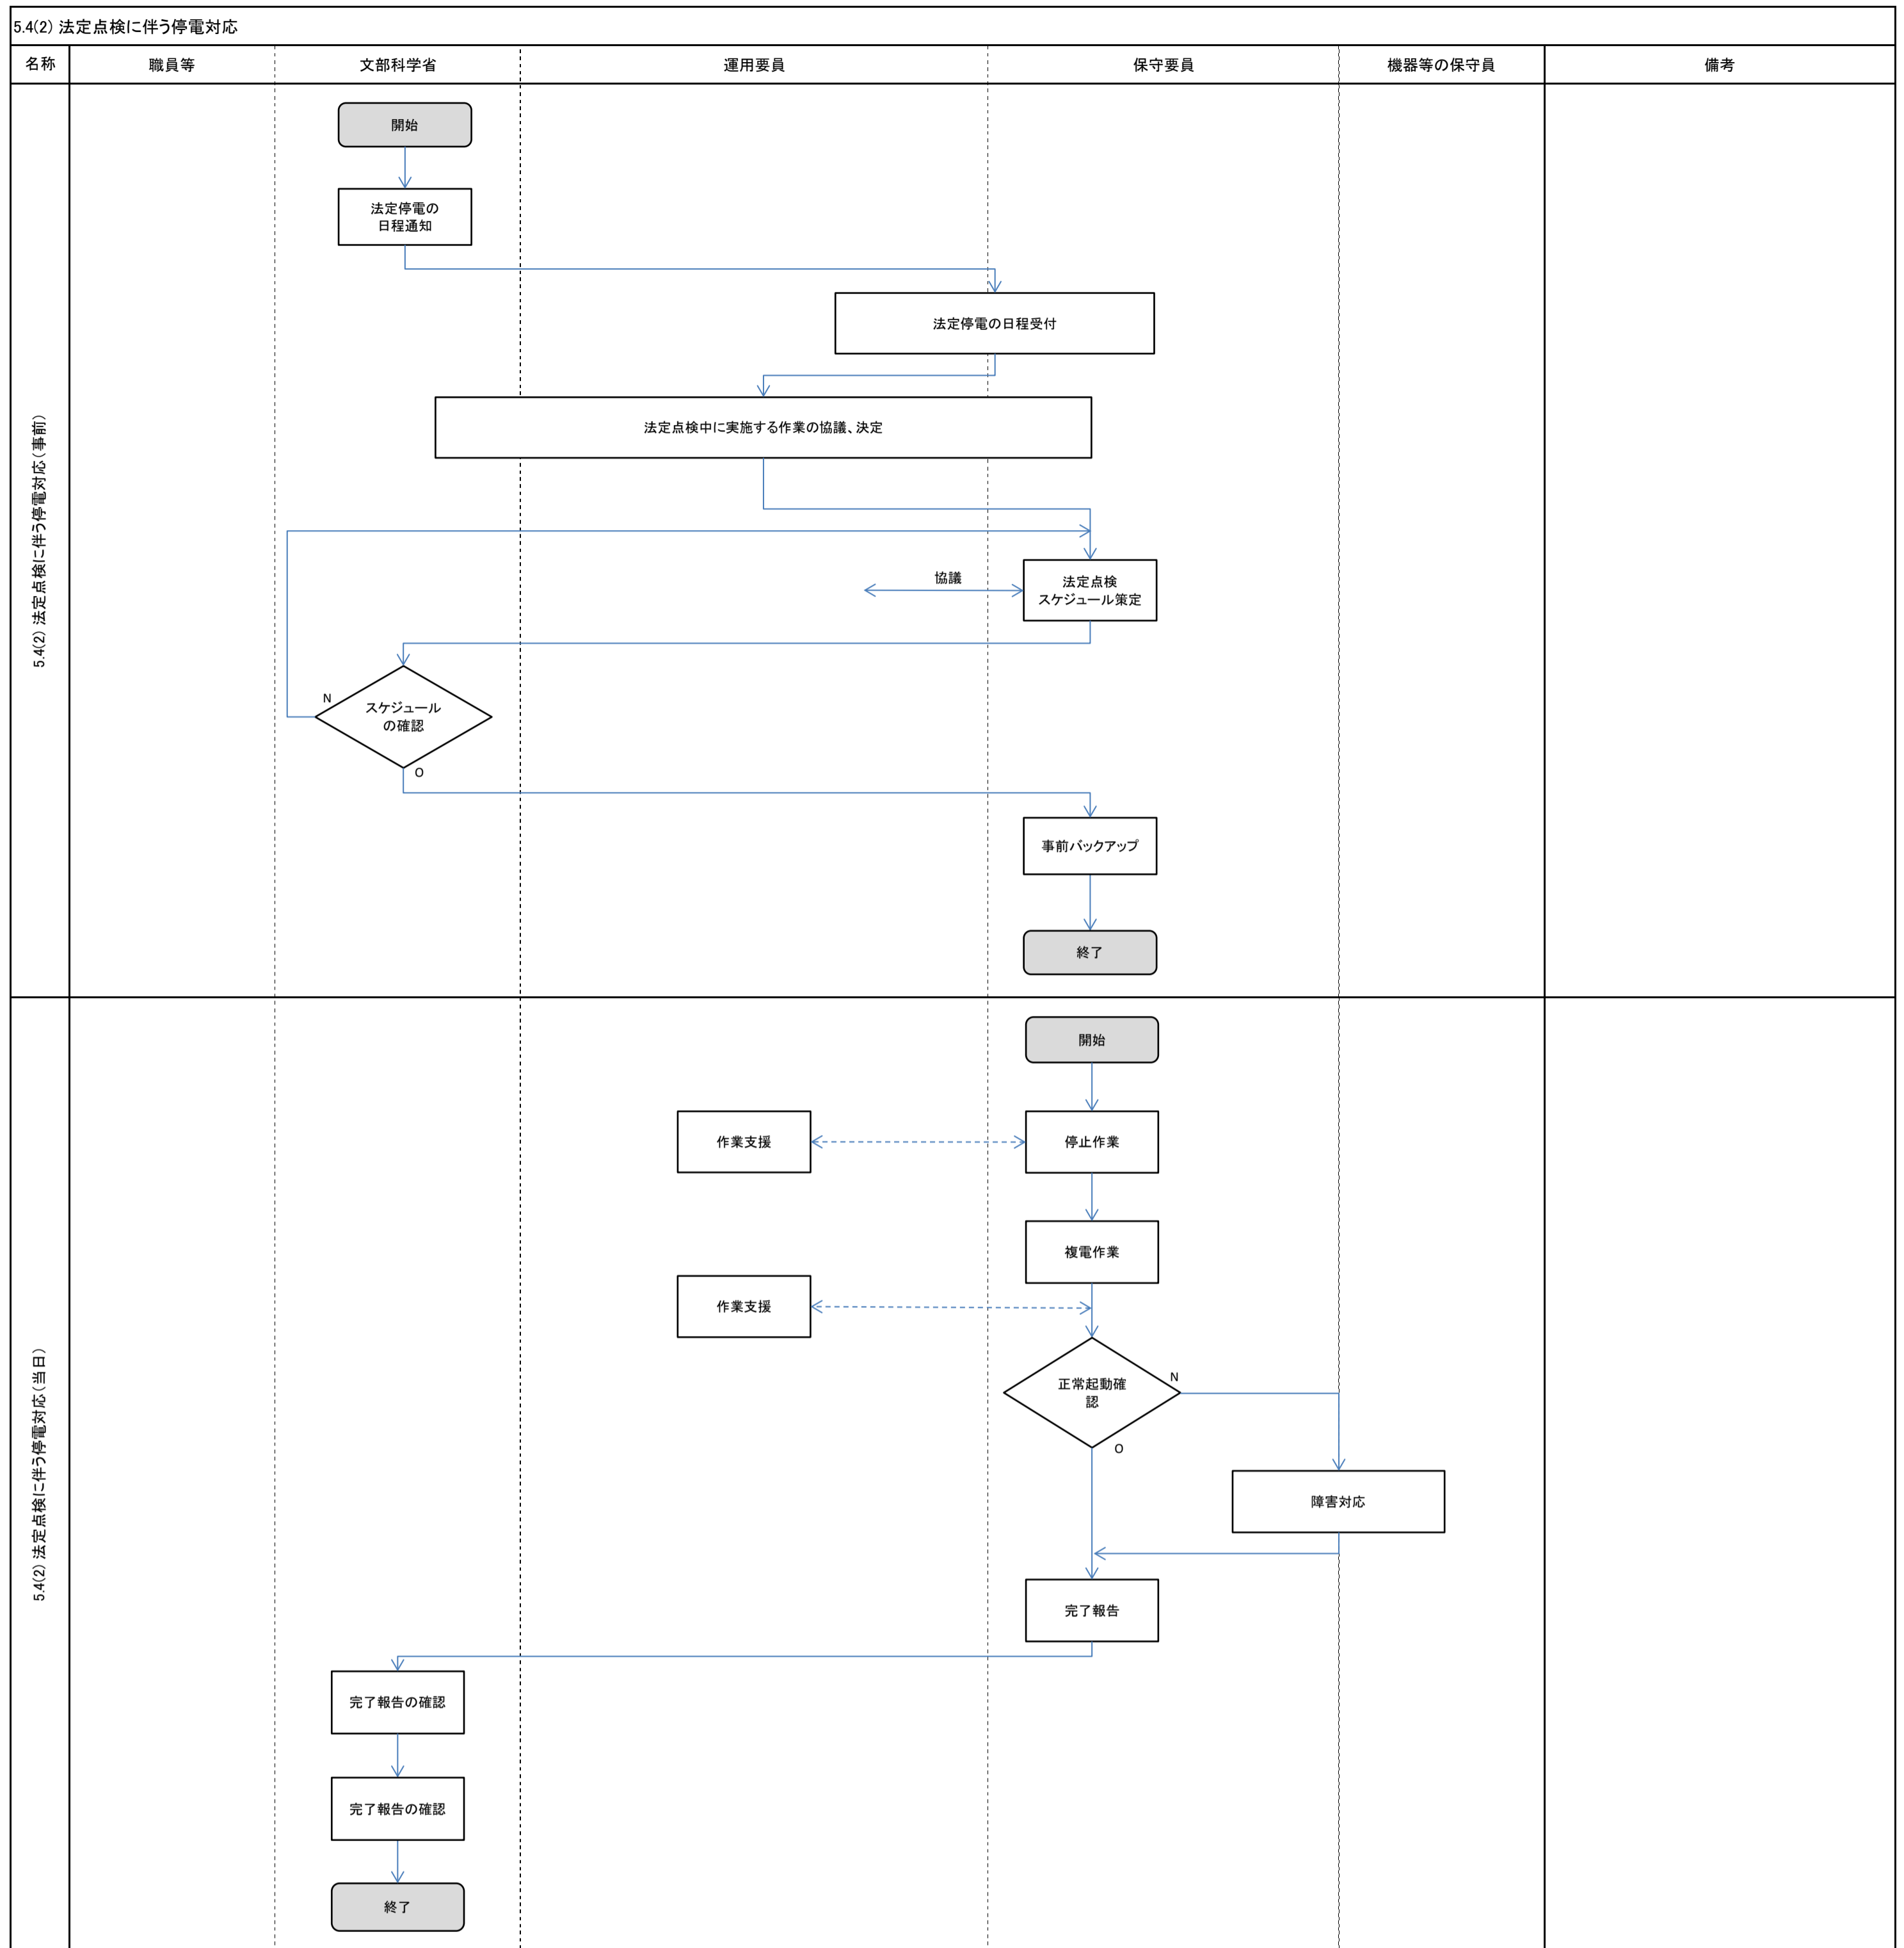 5.4(2) 法定点検に伴う停電対応
名称
職員等
文部科学省
運用要員
保守要員
機器等の保守員
備考
5.4(2) 法定点検に伴う停電対応(事前)
開始
法定停電の
日程通知
法定停電の日程受付
法定点検中に実施する作業の協議、決定
協議
法定点検
スケジュール策定
N
スケジュール
の確認
O
事前バックアップ
終了
5.4(2) 法定点検に伴う停電対応(当日)
開始
作業支援
停止作業
複電作業
作業支援
正常起動確
認
N
O
障害対応
完了報告
完了報告の確認
完了報告の確認
終了